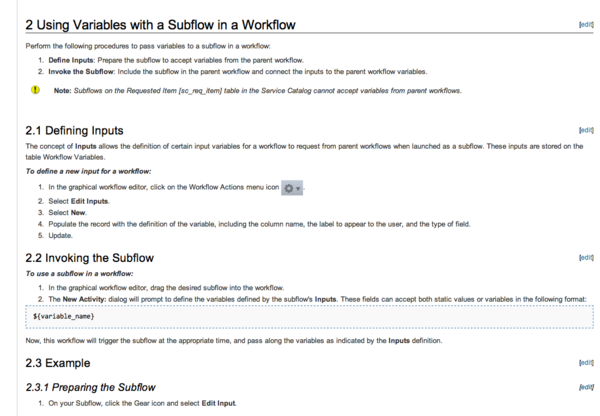 2 Using Variables with a Subflow in a Workflow
[edit]
Perform the following procedures to pass variables to a subflow in a workflow:
1. Define Inputs: Prepare the subflow to accept variables from the parent workflow.
2. Invoke the Subflow: Include the subflow in the parent workflow and connect the inputs to the parent workflow variables.
Note: Subflows on the Requested Item [sc_req_item] table in the Service Catalog cannot accept variables from parent workflows.
2.1 Defining Inputs
[edit]
The concept of Inputs allows the definition of certain input variables for a workflow to request from parent workflows when launched as a subflow. These inputs are stored on the
table Workflow Variables.
To define a new input for a workflow:
1. In the graphical workflow editor, click on the Workflow Actions menu icon .
2. Select Edit Inputs.
3. Select New.
4. Populate the record with the definition of the variable, including the column name, the label to appear to the user, and the type of field.
5. Update.
2.2 Invoking the Subflow
[edit]
To use a subflow in a workflow:
1. In the graphical workflow editor, drag the desired subflow into the workflow.
2. The New Activity: dialog will prompt to define the variables defined by the subflow's Inputs. These fields can accept both static values or variables in the following format:
${variable_name}
Now, this workflow will trigger the subflow at the appropriate time, and pass along the variables as indicated by the Inputs definition.
2.3 Example
[edit]
2.3.1 Preparing the Subflow
[edit]
1. On your Subflow, click the Gear icon and select Edit Input.